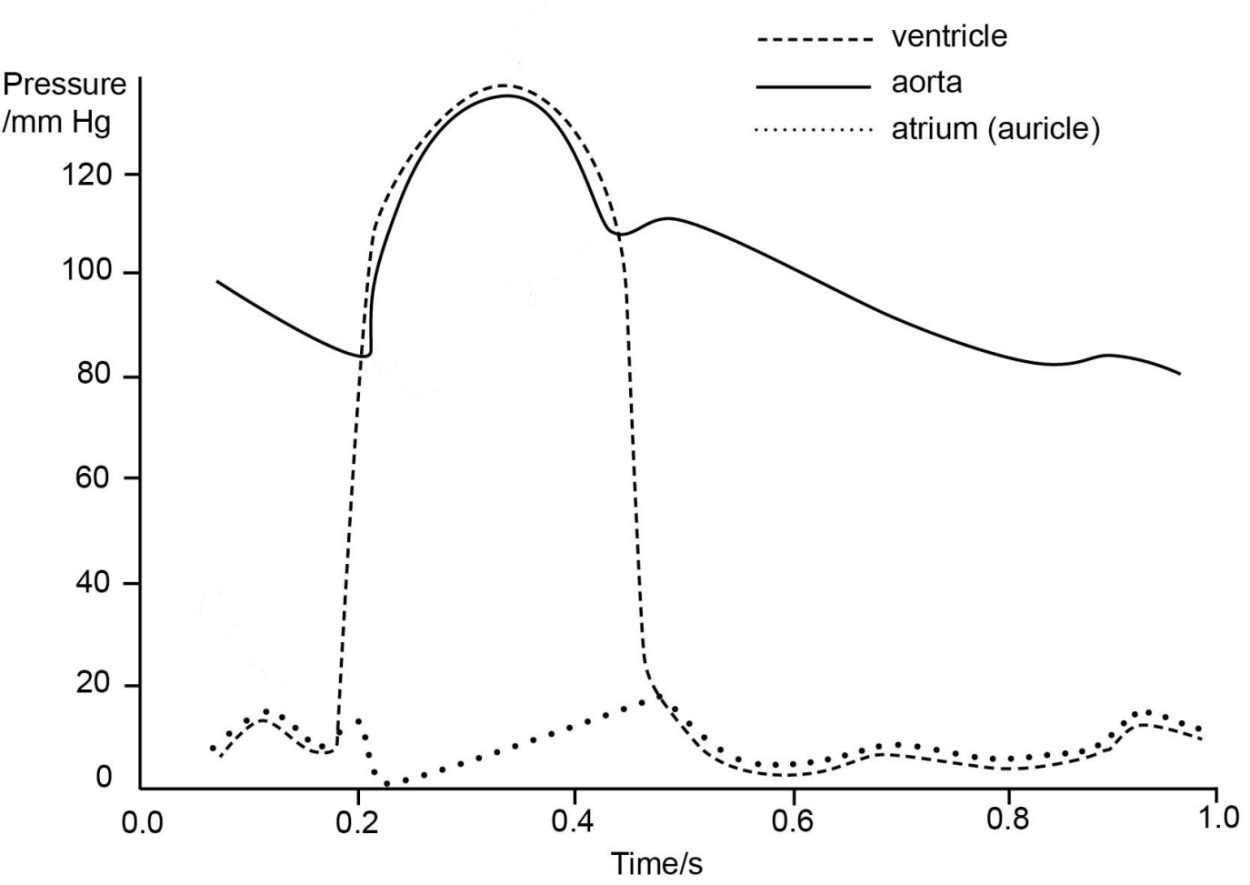 ventricle
aorta
atrium (auricle)
Pressure
/mm Hg
120
100
80
60
40
20
0
0.0 0.2 0.4 0.6 0.8 1.0
Time/s